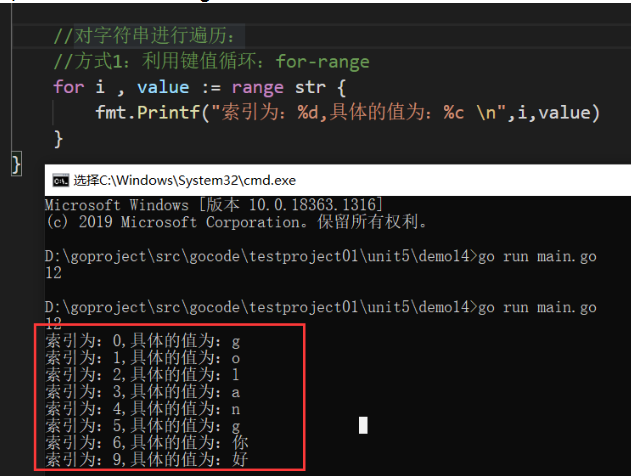 //对字符串进行遍历：
//方式1：利用键值循环：for-range
for i , value := range str {
fmt.Printf("索引为：%d,具体的值为：%c \n",i,value)
}
}
选择C:\Windows\System32\cmd.exe
Microsoft Windows [版本 10.0.18363.1316]
(c) 2019 Microsoft Corporation。保留所有权利。
D:\goproject\src\gocode\testproject01\unit5\demo14>go run main.go
12
D:\goproject\src\gocode\testproject01\unit5\demo14>go run main.go
12
索引为：0,具体的值为：g
索引为：1,具体的值为：o
索引为：2,具体的值为：l
索引为：3,具体的值为：a
索引为：4,具体的值为：n
索引为：5,具体的值为：g
索引为：6,具体的值为：你
索引为：9,具体的值为：好